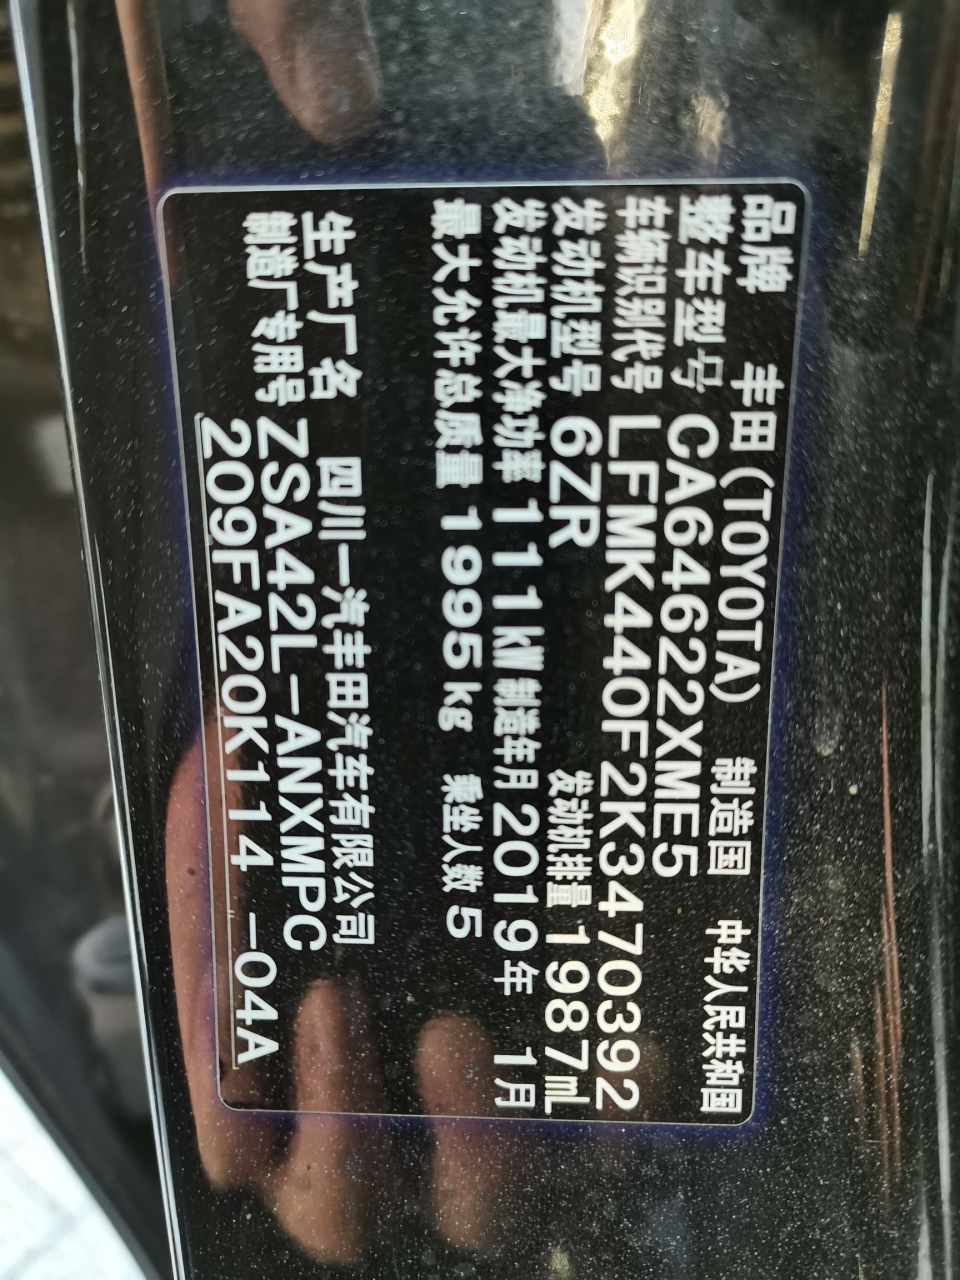 品牌 丰田(TOYOTA) 制造国 中华人民共和国
整车型号 CA64622XME5
车辆识别代号 LFMK440F2K3470392
发动机型号 6ZR 发动机排量 1987mL
发动机最大净功率 111kW 制造年月 2019年 1月
最大允许总质量 1995kg 乘坐人数 5
生产厂名 四川一汽丰田汽车有限公司
制造厂专用号 ZSA42L-ANXMPC
209FA20K114 -04A